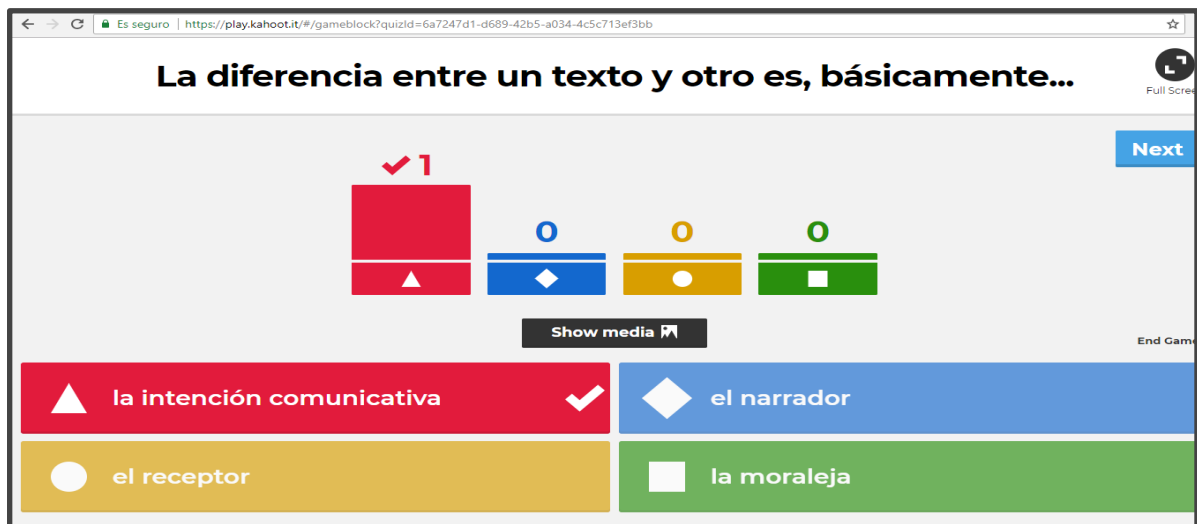 Es seguro | https://play.kahoot.it/#/gameblock?quizId=6a7247d1-d689-42b5-a034-4c5c713ef3bb
La diferencia entre un texto y otro es, básicamente...
Full Scree
Next
1
0
0
0
Show media
End Game
la intención comunicativa
el narrador
el receptor
la moraleja